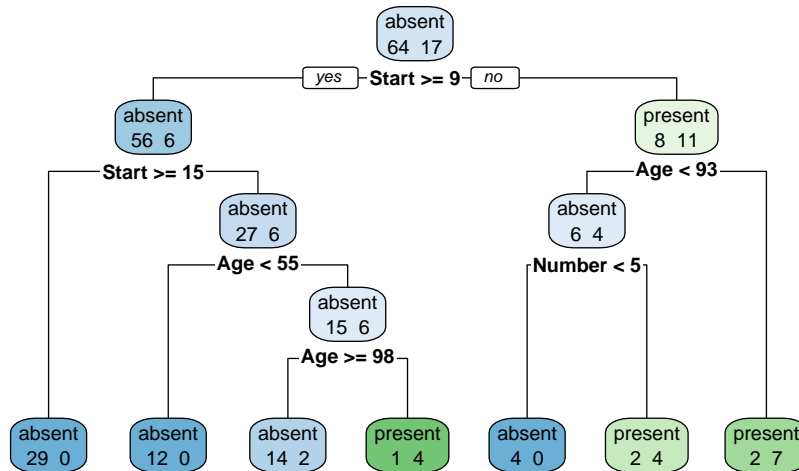 absent
64 17
yes Start >= 9 no
absent
56 6
present
8 11
Start >= 15
Age < 93
absent
27 6
absent
6 4
Age < 55
Number < 5
absent
15 6
Age >= 98
absent
29 0
absent
12 0
absent
14 2
present
1 4
absent
4 0
present
2 4
present
2 7